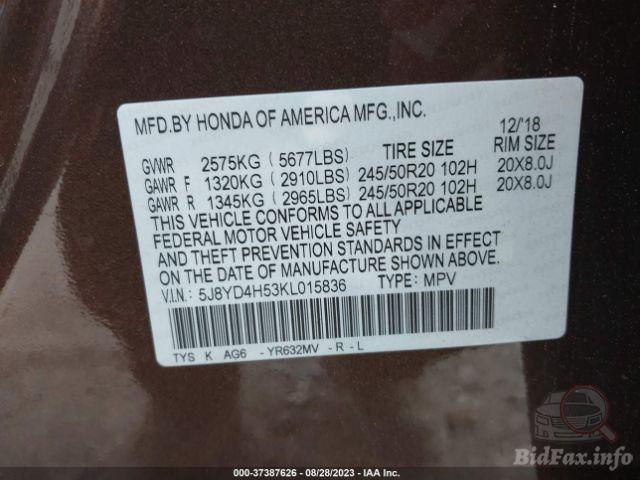 MFD.BY HONDA OF AMERICA MFG.,INC.
12/'18
GVWR 2575KG ( 5677LBS) TIRE SIZE RIM SIZE
GAWR F 1320KG ( 2910LBS) 245/50R20 102H 20X8.0J
GAWR R 1345KG ( 2965LBS) 245/50R20 102H 20X8.0J
THIS VEHICLE CONFORMS TO ALL APPLICABLE
FEDERAL MOTOR VEHICLE SAFETY
AND THEFT PREVENTION STANDARDS IN EFFECT
ON THE DATE OF MANUFACTURE SHOWN ABOVE.
V.I.N.: 5J8YD4H53KL015836 TYPE: MPV
TYS K AG6 -YR632MV - R - L
000-37387626 - 08/28/2023 - IAA Inc.
BidFax.info